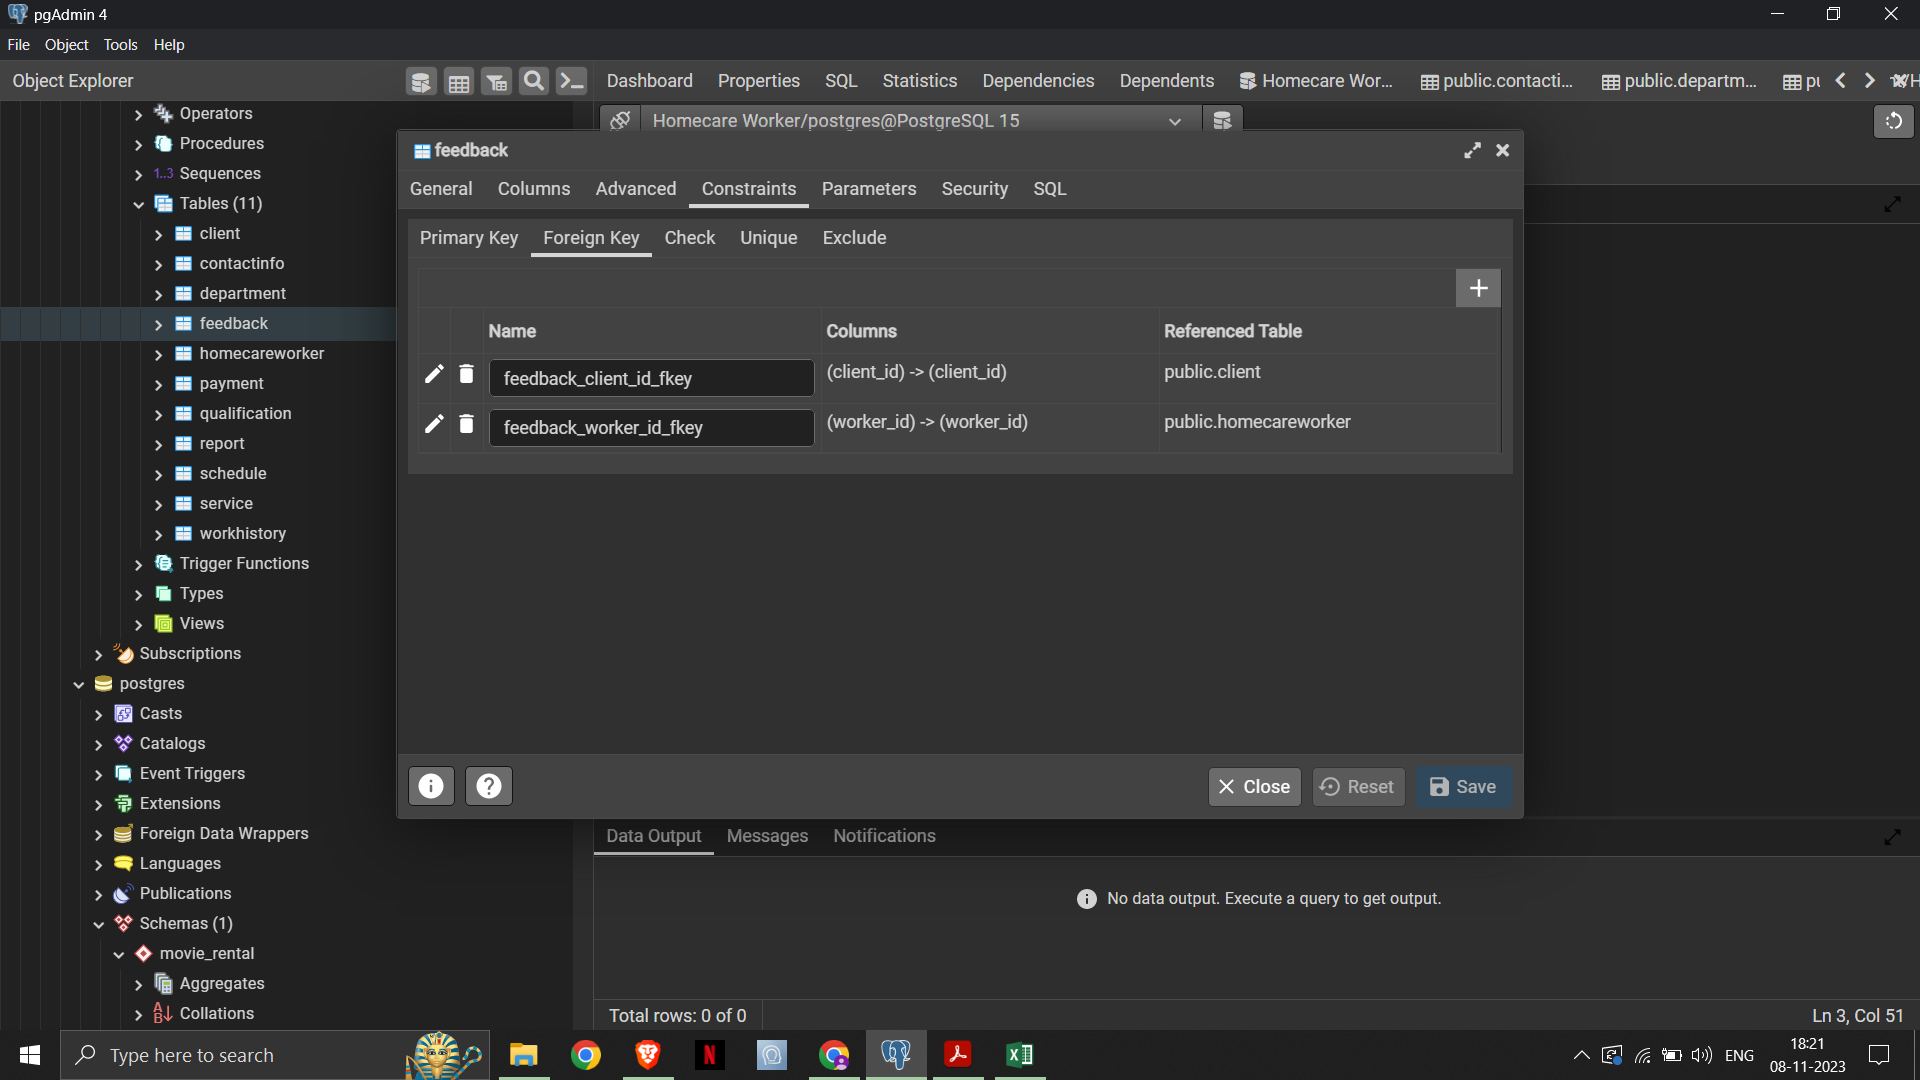 pgAdmin 4
File Object Tools Help
Object Explorer
Dashboard Properties SQL Statistics Dependencies Dependents Homecare Wor... public.contacti... public.departm...
Homecare Worker/postgres@PostgreSQL 15
Operators
Procedures
1..3 Sequences
Tables (11)
client
contactinfo
department
feedback
homecareworker
payment
qualification
report
schedule
service
workhistory
Trigger Functions
Types
Views
Subscriptions
postgres
Casts
Catalogs
Event Triggers
Extensions
Foreign Data Wrappers
Languages
Publications
Schemas (1)
movie_rental
Aggregates
Collations
feedback
General Columns Advanced Constraints Parameters Security SQL
Primary Key Foreign Key Check Unique Exclude
Name Columns Referenced Table
feedback_client_id_fkey (client_id) -> (client_id) public.client
feedback_worker_id_fkey (worker_id) -> (worker_id) public.homecareworker
Close Reset Save
Data Output Messages Notifications
No data output. Execute a query to get output.
Total rows: 0 of 0
Ln 3, Col 51
Type here to search
ENG
18:21
08-11-2023